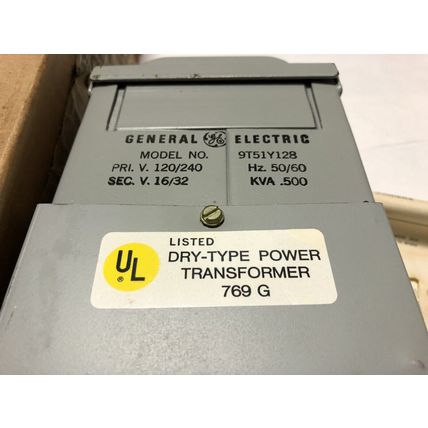 GENERAL GE ELECTRIC
MODEL NO. 9T51Y128
PRI. V. 120/240 Hz. 50/60
SEC. V. 16/32 KVA .500
UL
®
LISTED
DRY-TYPE POWER
TRANSFORMER
769 G